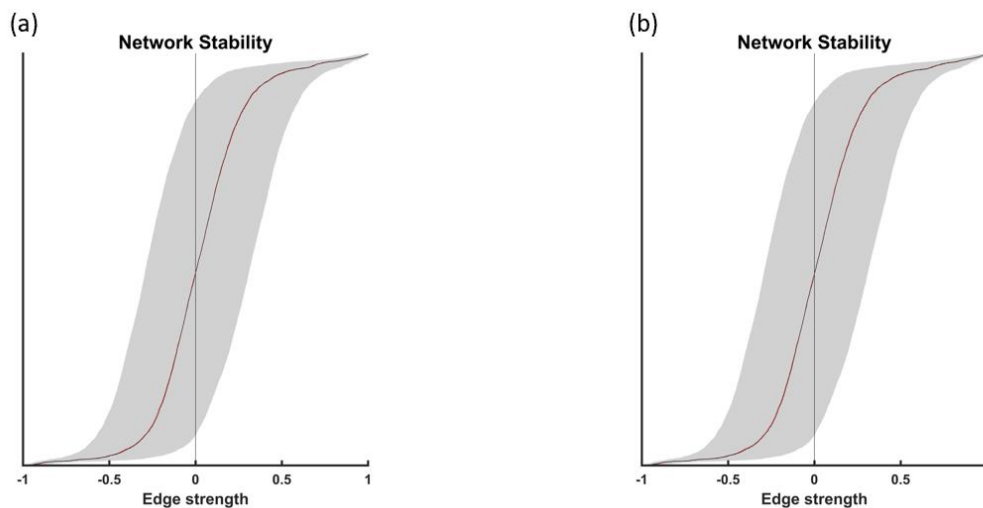 (a)
Network Stability
-1 -0.5 0 0.5 1
Edge strength
(b)
Network Stability
-1 -0.5 0 0.5
Edge strength